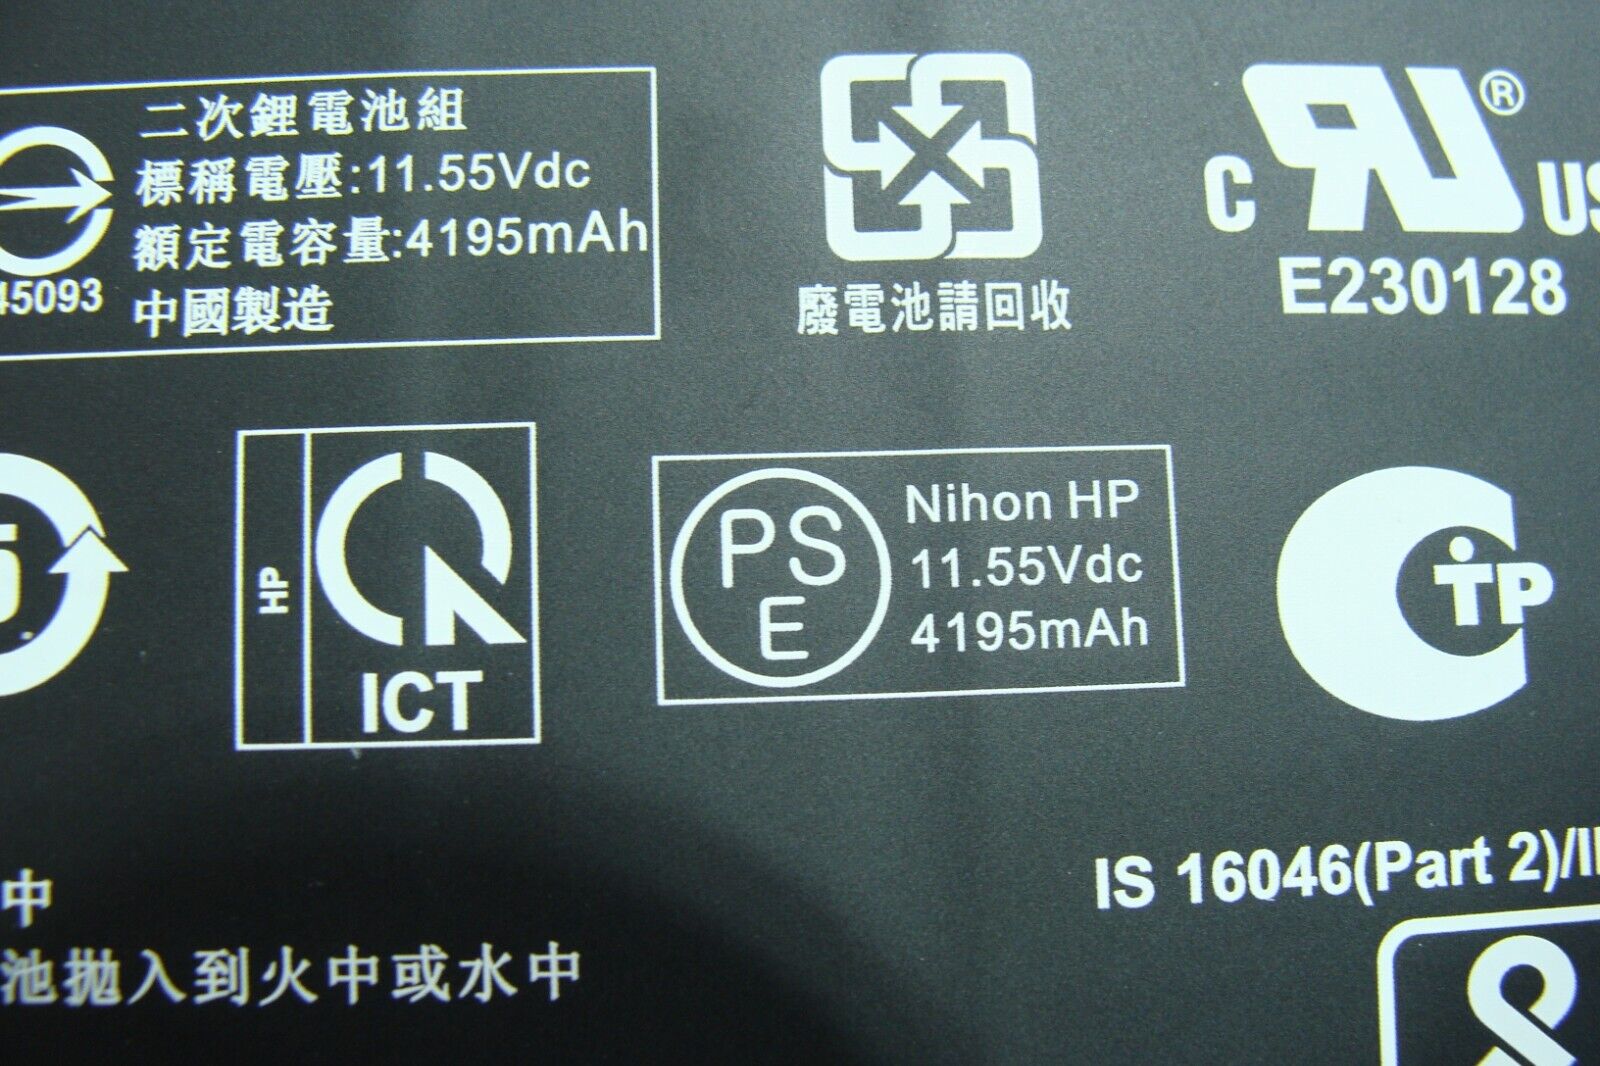 二次鋰電池組
標稱電壓:11.55Vdc
額定電容量:4195mAh
中國製造
45093
廢電池請回收
C RU ® US
E230128
HP
ICT
PS
E
Nihon HP
11.55Vdc
4195mAh
CTP
IS 16046(Part 2)/I
中
池拋入到火中或水中